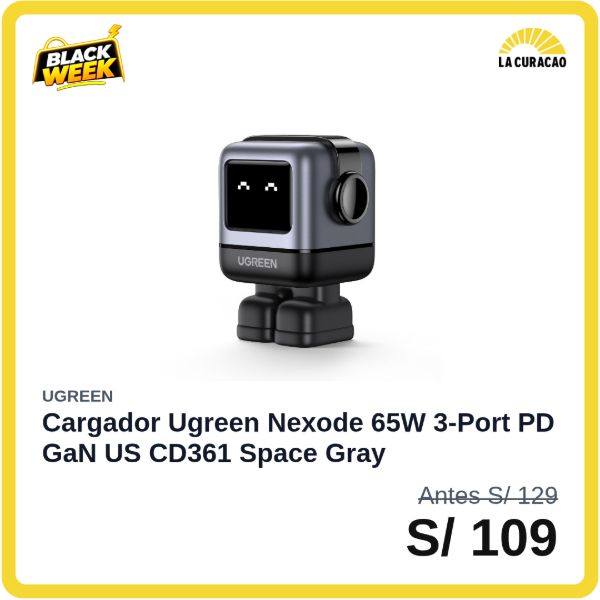 BLACK
WEEK
LA CURACAO
UGREEN
UGREEN
Cargador Ugreen Nexode 65W 3-Port PD
GaN US CD361 Space Gray
Antes S/ 129
S/ 109